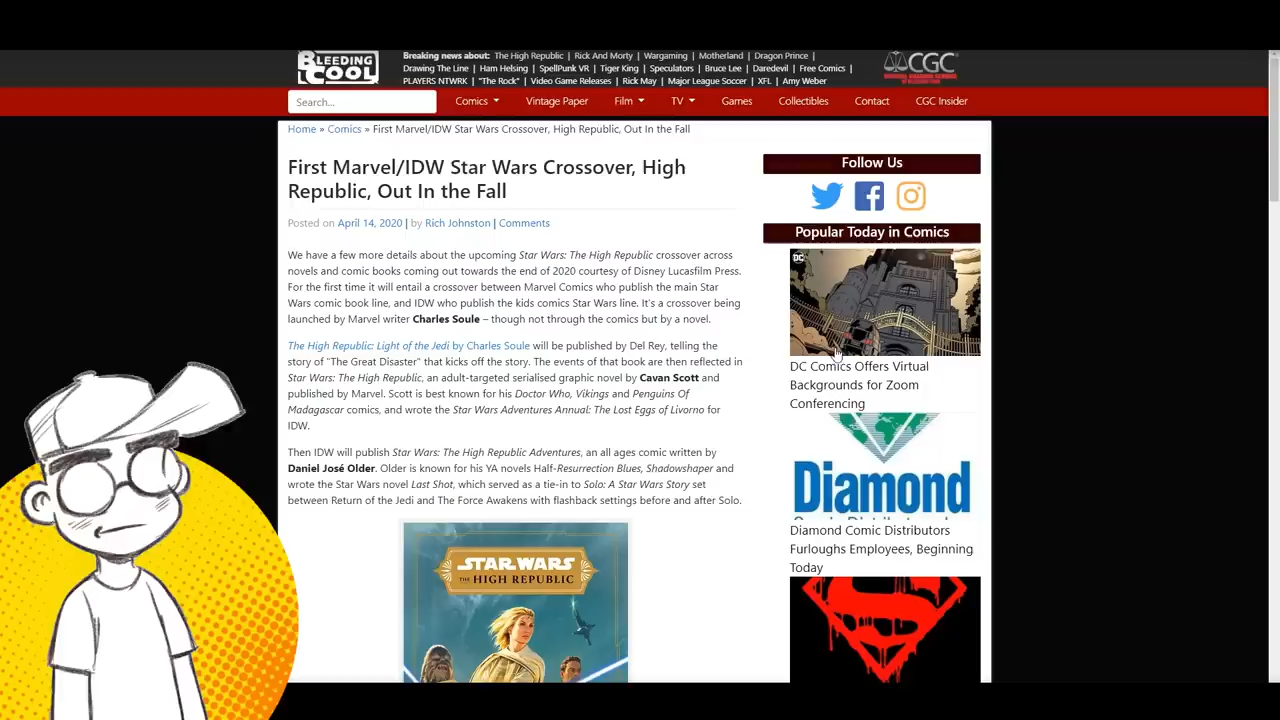 BLEEDING
COOL
Breaking news about: The High Republic | Rick And Morty | Wargaming | Motherland | Dragon Prince |
Drawing The Line | Ham Helsing | SpellPunk VR | Tiger King | Speculators | Bruce Lee | Daredevil | Free Comics |
PLAYERS NTWRK | "The Rock" | Video Game Releases | Rick May | Major League Soccer | XFL | Amy Weber
CGC
Search...
Comics
Vintage Paper
Film
TV
Games
Collectibles
Contact
CGC Insider
Home » Comics » First Marvel/IDW Star Wars Crossover, High Republic, Out In the Fall
First Marvel/IDW Star Wars Crossover, High
Republic, Out In the Fall
Posted on April 14, 2020 | by Rich Johnston | Comments
We have a few more details about the upcoming Star Wars: The High Republic crossover across
novels and comic books coming out towards the end of 2020 courtesy of Disney Lucasfilm Press.
For the first time it will entail a crossover between Marvel Comics who publish the main Star
Wars comic book line, and IDW who publish the kids comics Star Wars line. It's a crossover being
launched by Marvel writer Charles Soule – though not through the comics but by a novel.
The High Republic: Light of the Jedi by Charles Soule will be published by Del Rey, telling the
story of "The Great Disaster" that kicks off the story. The events of that book are then reflected in
Star Wars: The High Republic, an adult-targeted serialised graphic novel by Cavan Scott and
published by Marvel. Scott is best known for his Doctor Who, Vikings and Penguins Of
Madagascar comics, and wrote the Star Wars Adventures Annual: The Lost Eggs of Livorno for
IDW.
Then IDW will publish Star Wars: The High Republic Adventures, an all ages comic written by
Daniel José Older. Older is known for his YA novels Half-Resurrection Blues, Shadowshaper and
wrote the Star Wars novel Last Shot, which served as a tie-in to Solo: A Star Wars Story set
between Return of the Jedi and The Force Awakens with flashback settings before and after Solo.
STAR WARS
THE HIGH REPUBLIC
Follow Us
Popular Today in Comics
DC
DC Comics Offers Virtual
Backgrounds for Zoom
Conferencing
Diamond
Diamond Comic Distributors
Furloughs Employees, Beginning
Today